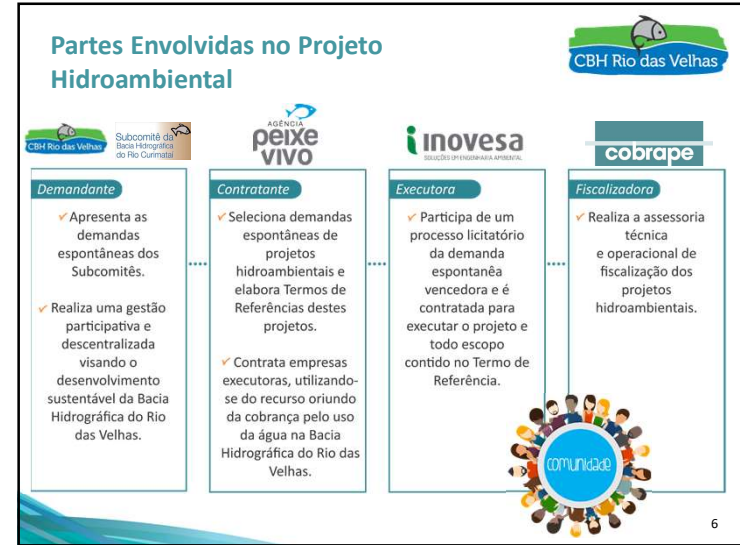 Partes Envolvidas no Projeto
Hidroambiental
CBH Rio das Velhas
CBH Rio das Velhas
Subcomitê da
Bacia Hidrográfica
do Rio Curimataí
AGÊNCIA
peixe
vivo
inovesa
SOLUÇÕES EM ENGENHARIA AMBIENTAL
cobrape
Demandante
✓ Apresenta as
demandas
espontâneas dos
Subcomitês.
✓ Realiza uma gestão
participativa e
descentralizada
visando o
desenvolvimento
sustentável da Bacia
Hidrográfica do Rio
das Velhas.
Contratante
✓ Seleciona demandas
espontâneas de
projetos
hidroambientais e
elabora Termos de
Referências destes
projetos.
✓ Contrata empresas
executoras, utilizando-
se do recurso oriundo
da cobrança pelo uso
da água na Bacia
Hidrográfica do Rio das
Velhas.
Executora
✓ Participa de um
processo licitatório
da demanda
espontanêa
vencedora e é
contratada para
executar o projeto e
todo escopo
contido no Termo de
Referência.
Fiscalizadora
✓ Realiza a assessoria
técnica
e operacional de
fiscalização dos
projetos
hidroambientais.
comunidade
6